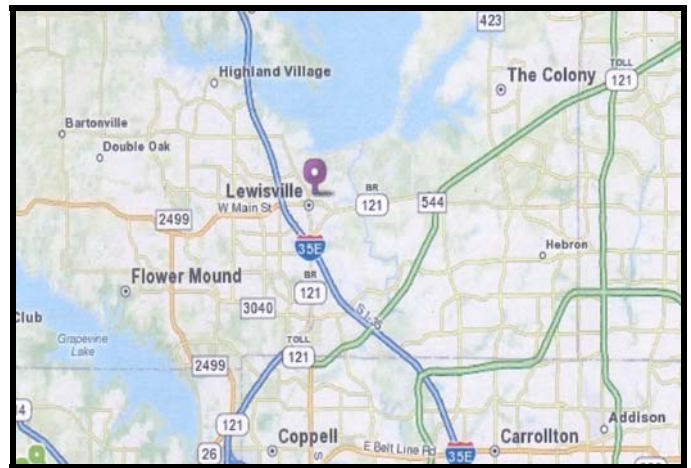 423
TOLL
121
Highland Village
The Colony
Bartonville
Double Oak
Lewisville
W Main St
BR
121
544
2499
35E
Hebron
Flower Mound
BR
121
3040
S I-35
Club
Grapevine
Lake
TOLL
121
2499
121
26
Coppell
S
E Belt Line Rd
35E
Carrollton
Addison